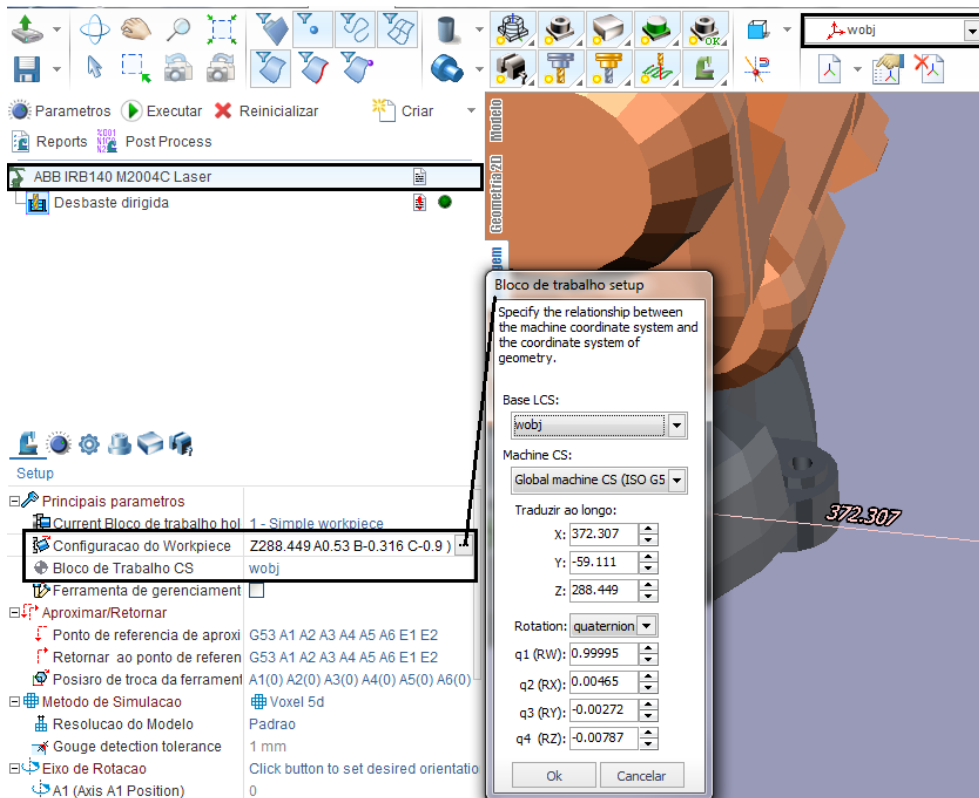 wobj
Parametros Executar Reinicializar Criar
Reports Post Process
ABB IRB140 M2004C Laser
Desbaste dirigida
Modelo
Geometria 2D
gem
OK
Bloco de trabalho setup
Specify the relationship between
the machine coordinate system and
the coordinate system of
geometry.
Base LCS:
wobj
Machine CS:
Global machine CS (ISO G5
Traduzir ao longo:
X: 372.307
Y: -59.111
Z: 288.449
Rotation: quaternion
q1 (RW): 0.99995
q2 (RX): 0.00465
q3 (RY): -0.00272
q4 (RZ): -0.00787
Ok Cancelar
372.307
Setup
Principais parametros
Current Bloco de trabalho hol 1 - Simple workpiece
Configuracao do Workpiece Z288.449 A0.53 B-0.316 C-0.9 ) ...
Bloco de Trabalho CS wobj
Ferramenta de gerenciament
Aproximar/Retornar
Ponto de referencia de aproxi G53 A1 A2 A3 A4 A5 A6 E1 E2
Retornar ao ponto de referen G53 A1 A2 A3 A4 A5 A6 E1 E2
Posiaro de troca da ferrament A1(0) A2(0) A3(0) A4(0) A5(0) A6(0)
Metodo de Simulacao Voxel 5d
Resolucao do Modelo Padrao
Gouge detection tolerance 1 mm
Eixo de Rotacao Click button to set desired orientatio
A1 (Axis A1 Position) 0